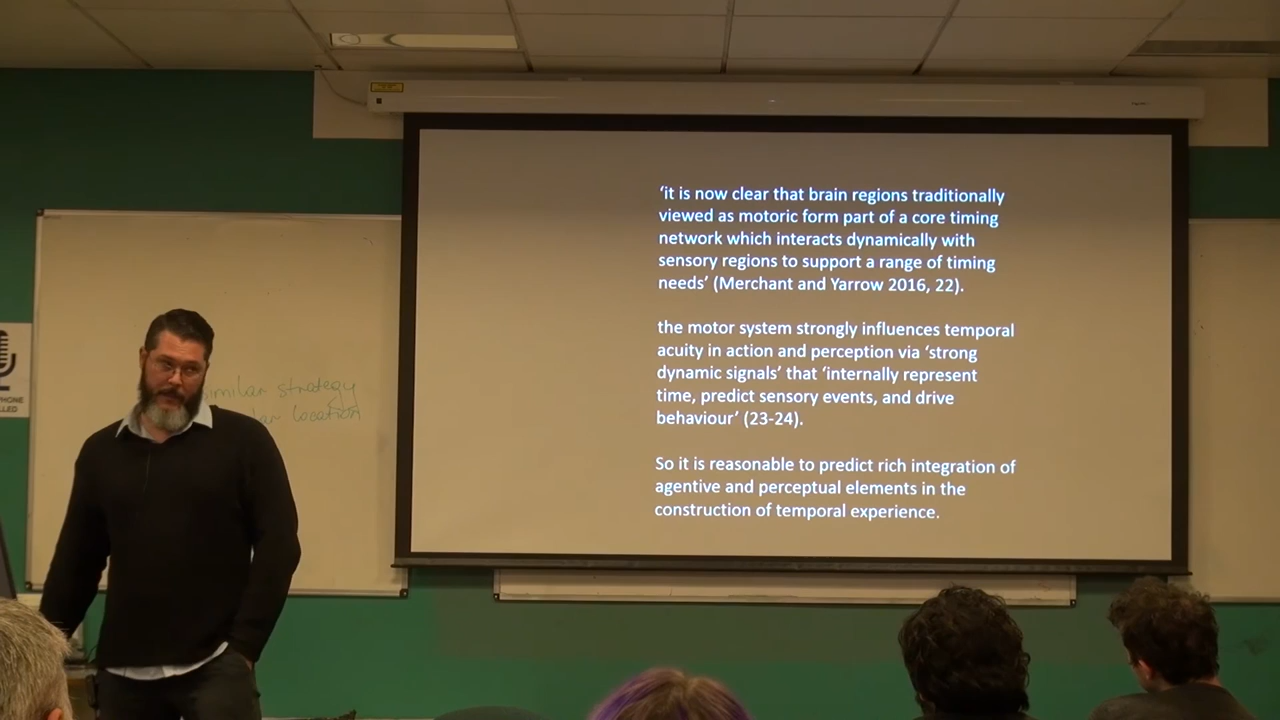 ‘it is now clear that brain regions traditionally
viewed as motoric form part of a core timing
network which interacts dynamically with
sensory regions to support a range of timing
needs’ (Merchant and Yarrow 2016, 22).
the motor system strongly influences temporal
acuity in action and perception via ‘strong
dynamic signals’ that ‘internally represent
time, predict sensory events, and drive
behaviour’ (23-24).
So it is reasonable to predict rich integration of
agentive and perceptual elements in the
construction of temporal experience.
similar strategy
location